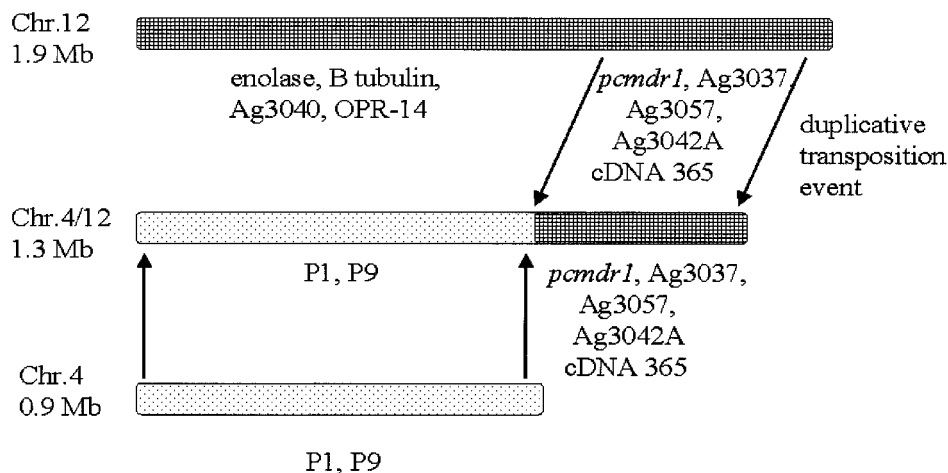 Chr.12
1.9 Mb
enolase, B tubulin,
Ag3040, OPR-14
pcmdr1, Ag3037,
Ag3057,
Ag3042A
cDNA 365
duplicative
transposition
event
Chr.4/12
1.3 Mb
P1, P9
pcmdr1, Ag3037,
Ag3057,
Ag3042A
cDNA 365
Chr.4
0.9 Mb
P1, P9